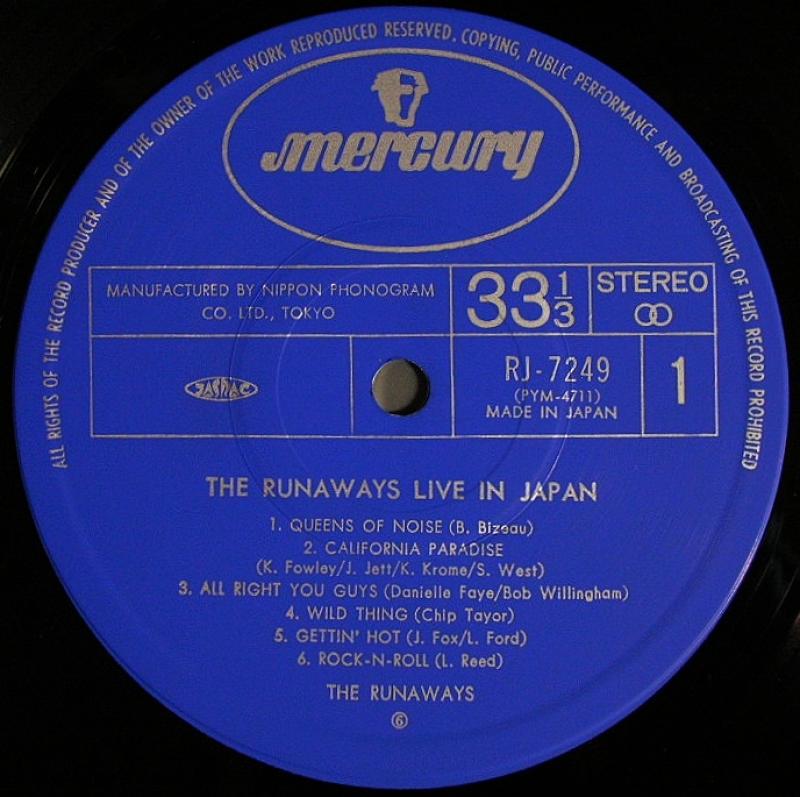 ALL RIGHTS OF THE RECORD PRODUCER AND OF THE OWNER OF THE WORK REPRODUCED RESERVED. COPYING, PUBLIC PERFORMANCE AND BROADCASTING OF THIS RECORD PROHIBITED
mercury
MANUFACTURED BY NIPPON PHONOGRAM
CO. LTD., TOKYO
33 1/3
STEREO
JASRAC
RJ-7249
(PYM-4711)
MADE IN JAPAN
1
THE RUNAWAYS LIVE IN JAPAN
1. QUEENS OF NOISE (B. Bizeau)
2. CALIFORNIA PARADISE
(K. Fowley/J. Jett/K. Krome/S. West)
3. ALL RIGHT YOU GUYS (Danielle Faye/Bob Willingham)
4. WILD THING (Chip Tayor)
5. GETTIN' HOT (J. Fox/L. Ford)
6. ROCK-N-ROLL (L. Reed)
THE RUNAWAYS
⑥